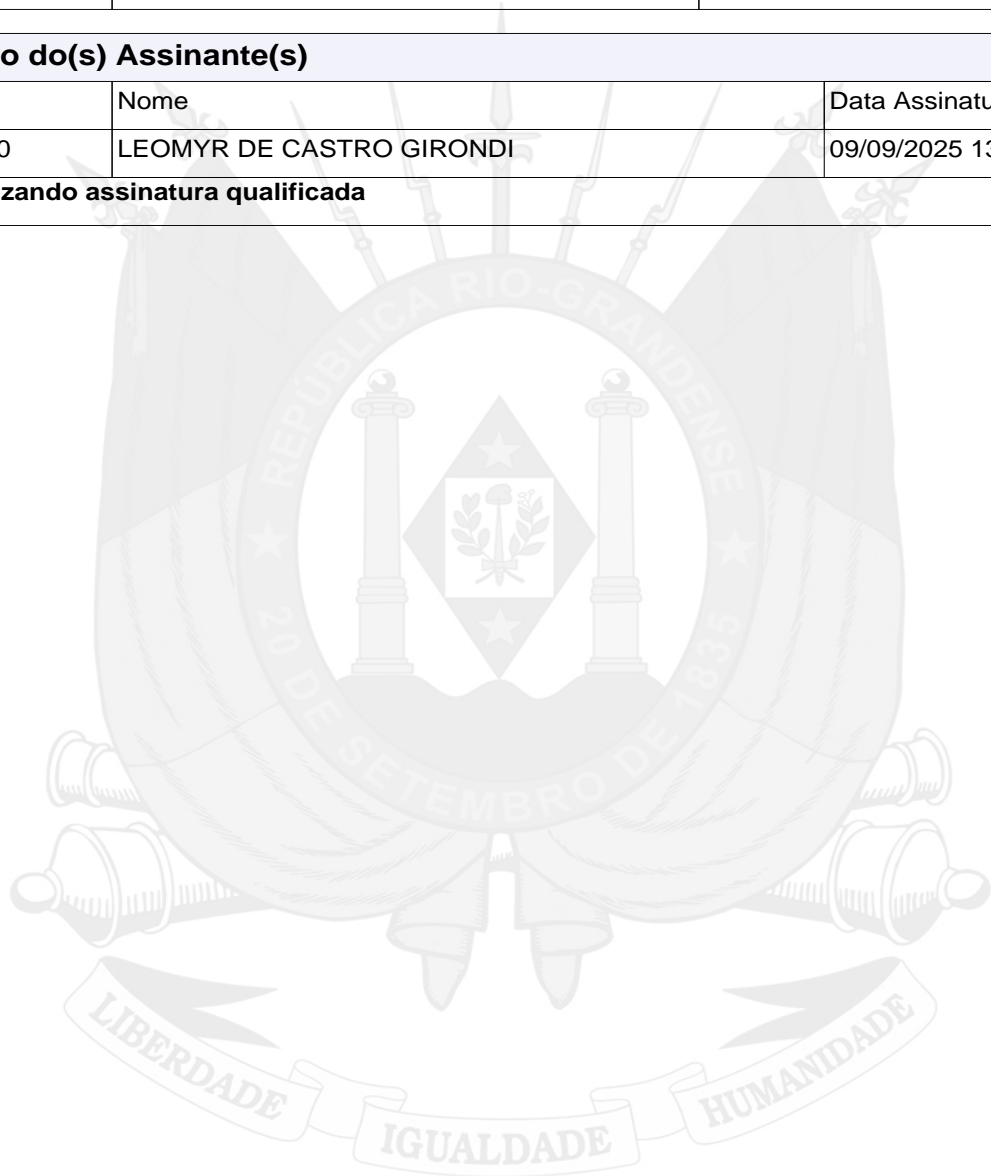 o do(s) Assinante(s)
Nome Data Assinatu
0 LEOMYR DE CASTRO GIRONDI 09/09/2025 13
zando assinatura qualificada
REPÚBLICA RIO-GRANDENSE
20 DE SETEMBRO DE 1835
LIBERDADE IGUALDADE HUMANIDADE